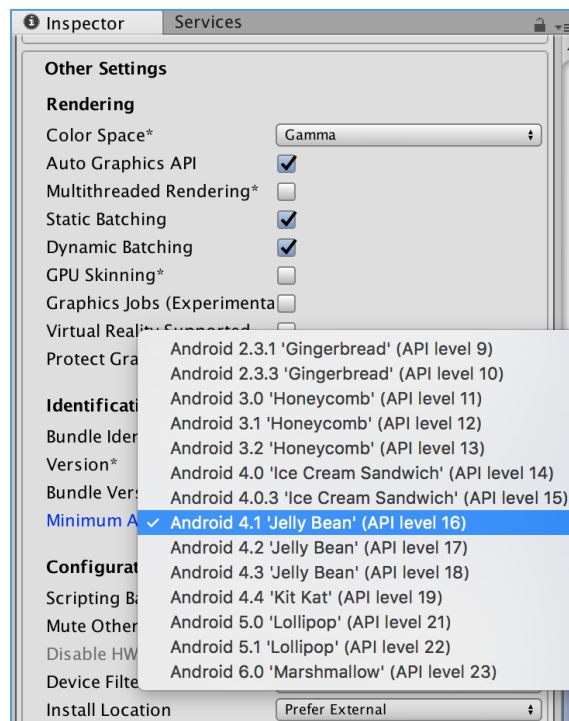 Inspector Services
Other Settings
Rendering
Color Space* Gamma
Auto Graphics API
Multithreaded Rendering*
Static Batching
Dynamic Batching
GPU Skinning*
Graphics Jobs (Experimenta
Virtual Reality Supported
Protect Gra
Android 2.3.1 'Gingerbread' (API level 9)
Android 2.3.3 'Gingerbread' (API level 10)
Android 3.0 'Honeycomb' (API level 11)
Android 3.1 'Honeycomb' (API level 12)
Android 3.2 'Honeycomb' (API level 13)
Android 4.0 'Ice Cream Sandwich' (API level 14)
Android 4.0.3 'Ice Cream Sandwich' (API level 15)
Android 4.1 'Jelly Bean' (API level 16)
Android 4.2 'Jelly Bean' (API level 17)
Android 4.3 'Jelly Bean' (API level 18)
Android 4.4 'Kit Kat' (API level 19)
Android 5.0 'Lollipop' (API level 21)
Android 5.1 'Lollipop' (API level 22)
Android 6.0 'Marshmallow' (API level 23)
Identificati
Bundle Iden
Version*
Bundle Vers
Minimum A
Configurat
Scripting Ba
Mute Other
Disable HW
Device Filte
Install Location Prefer External